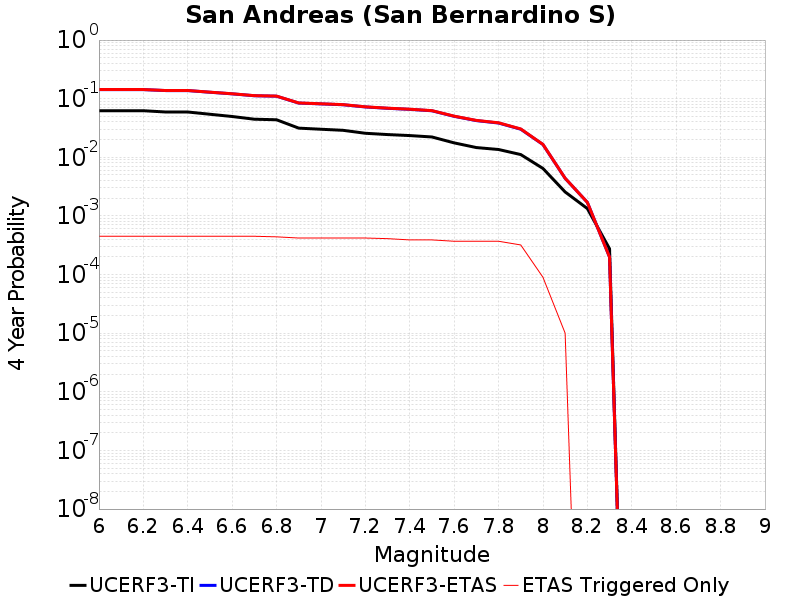 San Andreas (San Bernardino S)
4 Year Probability
10^0
10^-1
10^-2
10^-3
10^-4
10^-5
10^-6
10^-7
10^-8
6 6.2 6.4 6.6 6.8 7 7.2 7.4 7.6 7.8 8 8.2 8.4 8.6 8.8 9
Magnitude
UCERF3-TI UCERF3-TD UCERF3-ETAS ETAS Triggered Only